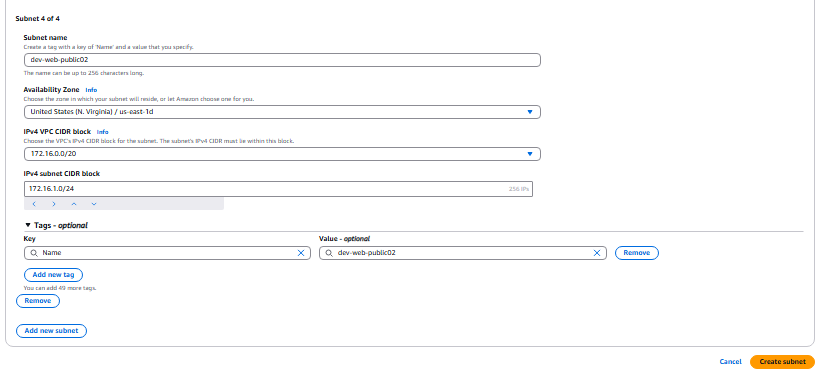 Subnet 4 of 4
Subnet name
Create a tag with a key of 'Name' and a value that you specify.
dev-web-public02
The name can be up to 256 characters long.
Availability Zone Info
Choose the zone in which your subnet will reside, or let Amazon choose one for you.
United States (N. Virginia) / us-east-1d
IPv4 VPC CIDR block Info
Choose the VPC's IPv4 CIDR block for the subnet. The subnet's IPv4 CIDR must lie within this block.
172.16.0.0/20
IPv4 subnet CIDR block
172.16.1.0/24 256 IPs
Tags - optional
Key Value - optional
Name dev-web-public02 Remove
Add new tag
You can add 49 more tags.
Remove
Add new subnet
Cancel Create subnet